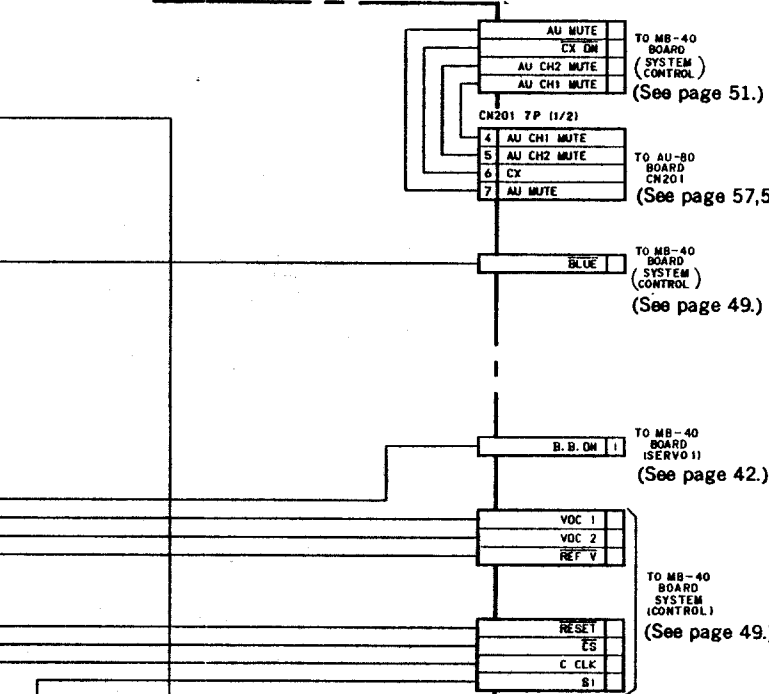 AU MUTE
CX ON
AU CH2 MUTE
AU CH1 MUTE
TO MB-40
BOARD
(SYSTEM
CONTROL)
(See page 51.)
CN201 7P (1/2)
4 AU CH1 MUTE
5 AU CH2 MUTE
6 CX
7 AU MUTE
TO AU-80
BOARD
CN201
(See page 57,5
BLUE
TO MB-40
BOARD
(SYSTEM
CONTROL)
(See page 49.)
B.B.ON 1
TO MB-40
BOARD
(SERVO 1)
(See page 42.)
VOC 1
VOC 2
REF V
RESET
CS
C CLK
SI
TO MB-40
BOARD
SYSTEM
(CONTROL)
(See page 49.